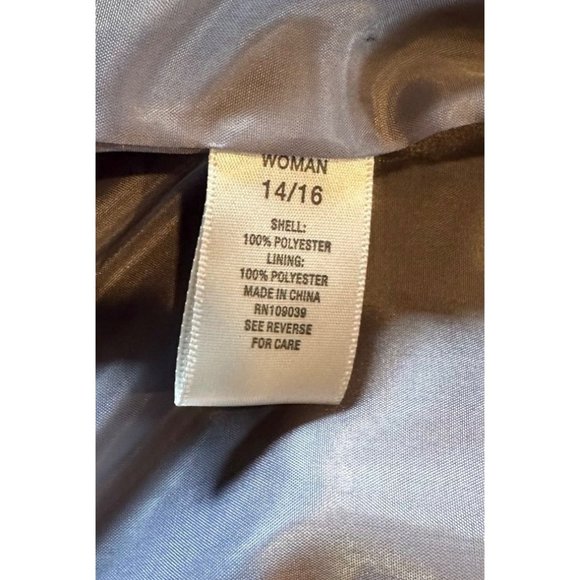 WOMAN
14/16
SHELL:
100% POLYESTER
LINING:
100% POLYESTER
MADE IN CHINA
RN109039
SEE REVERSE
FOR CARE